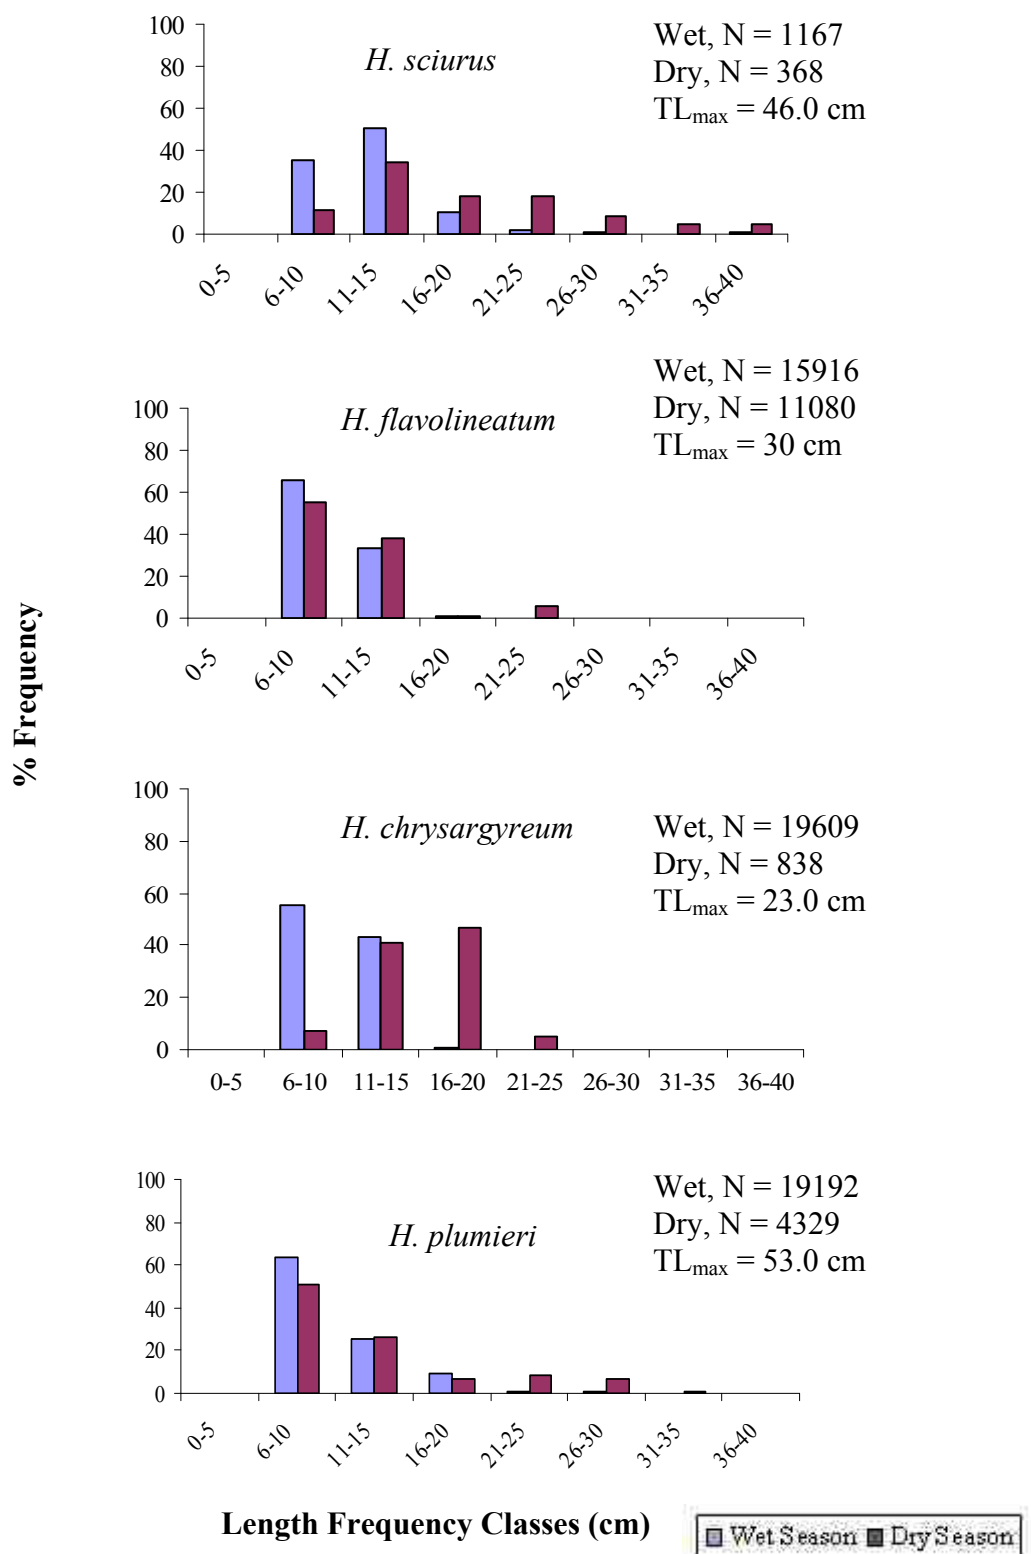 % Frequency
H. sciurus
Wet, N = 1167
Dry, N = 368
TLmax = 46.0 cm
100
80
60
40
20
0
0-5 6-10 11-15 16-20 21-25 26-30 31-35 36-40
H. flavolineatum
Wet, N = 15916
Dry, N = 11080
TLmax = 30 cm
100
80
60
40
20
0
0-5 6-10 11-15 16-20 21-25 26-30 31-35 36-40
H. chrysargyreum
Wet, N = 19609
Dry, N = 838
TLmax = 23.0 cm
100
80
60
40
20
0
0-5 6-10 11-15 16-20 21-25 26-30 31-35 36-40
H. plumieri
Wet, N = 19192
Dry, N = 4329
TLmax = 53.0 cm
100
80
60
40
20
0
0-5 6-10 11-15 16-20 21-25 26-30 31-35 36-40
Length Frequency Classes (cm)
Wet Season Dry Season